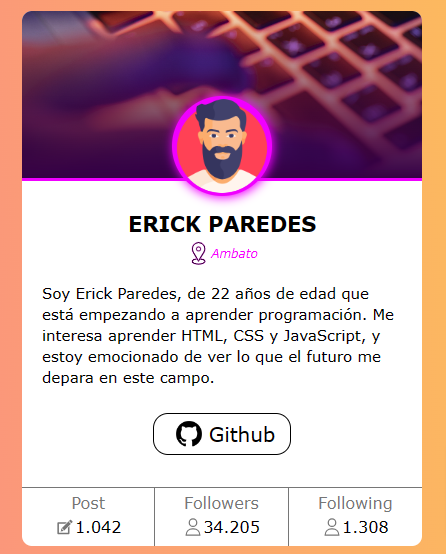 ERICK PAREDES
Ambato
Soy Erick Paredes, de 22 años de edad que
está empezando a aprender programación. Me
interesa aprender HTML, CSS y JavaScript, y
estoy emocionado de ver lo que el futuro me
depara en este campo.
Github
Post
1.042
Followers
34.205
Following
1.308